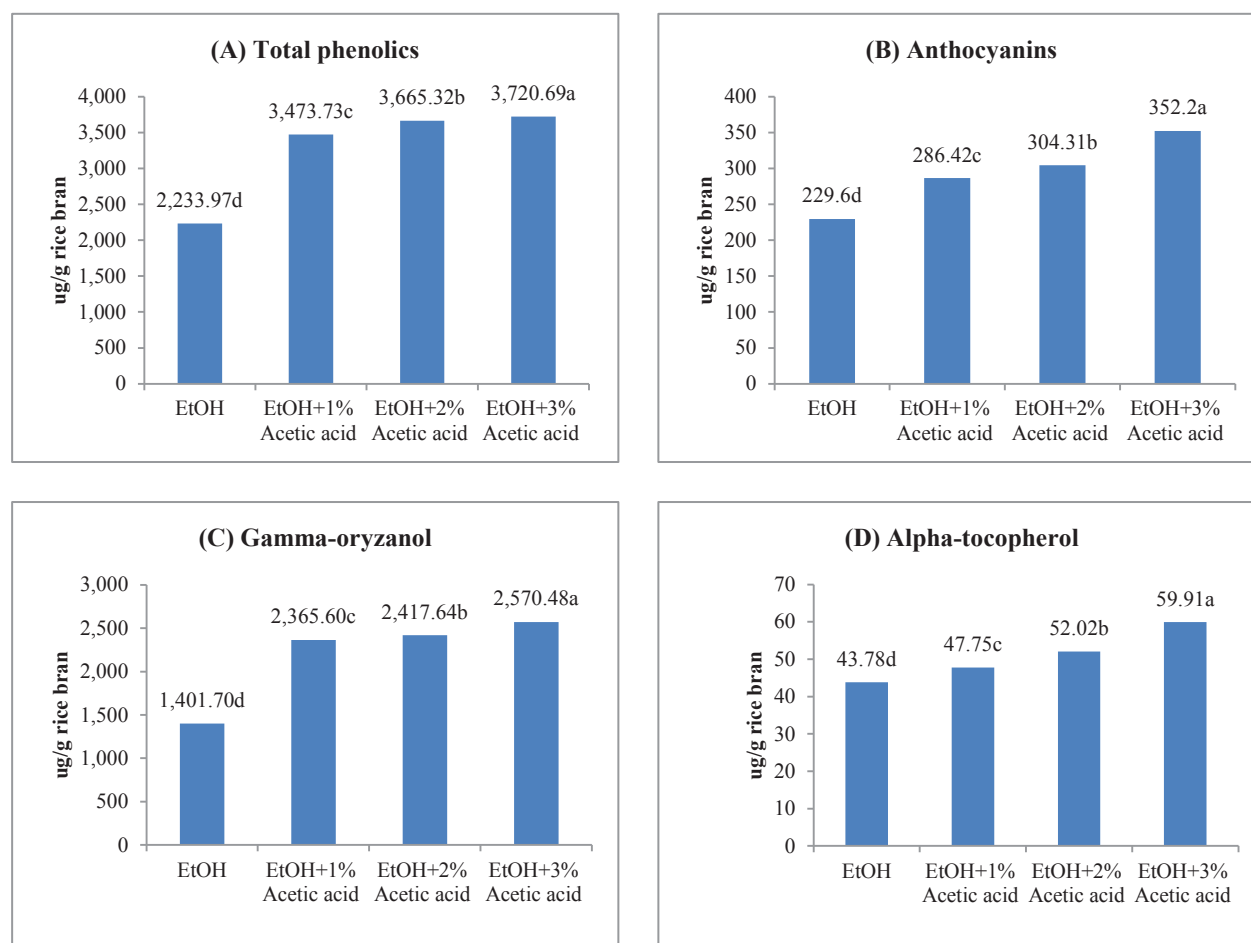 (A) Total phenolics
ug/g rice bran
4,000
3,500
3,000
2,500
2,000
1,500
1,000
500
0
2,233.97d
3,473.73c
3,665.32b
3,720.69a
EtOH
EtOH+1%
Acetic acid
EtOH+2%
Acetic acid
EtOH+3%
Acetic acid
(B) Anthocyanins
ug/g rice bran
400
350
300
250
200
150
100
50
0
229.6d
286.42c
304.31b
352.2a
EtOH
EtOH+1%
Acetic acid
EtOH+2%
Acetic acid
EtOH+3%
Acetic acid
(C) Gamma-oryzanol
ug/g rice bran
3,000
2,500
2,000
1,500
1,000
500
0
1,401.70d
2,365.60c
2,417.64b
2,570.48a
EtOH
EtOH+1%
Acetic acid
EtOH+2%
Acetic acid
EtOH+3%
Acetic acid
(D) Alpha-tocopherol
ug/g rice bran
70
60
50
40
30
20
10
0
43.78d
47.75c
52.02b
59.91a
EtOH
EtOH+1%
Acetic acid
EtOH+2%
Acetic acid
EtOH+3%
Acetic acid